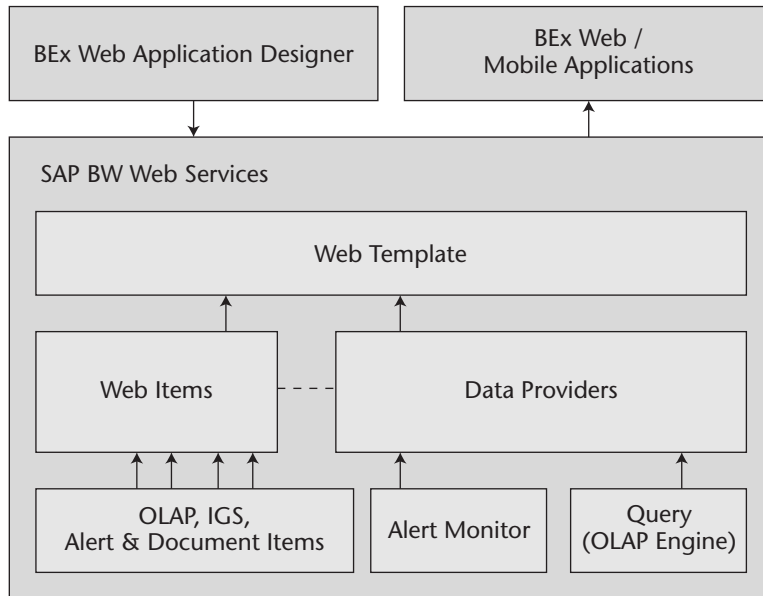 BEx Web Application Designer
BEx Web /
Mobile Applications
SAP BW Web Services
Web Template
Web Items
Data Providers
OLAP, IGS,
Alert & Document Items
Alert Monitor
Query
(OLAP Engine)